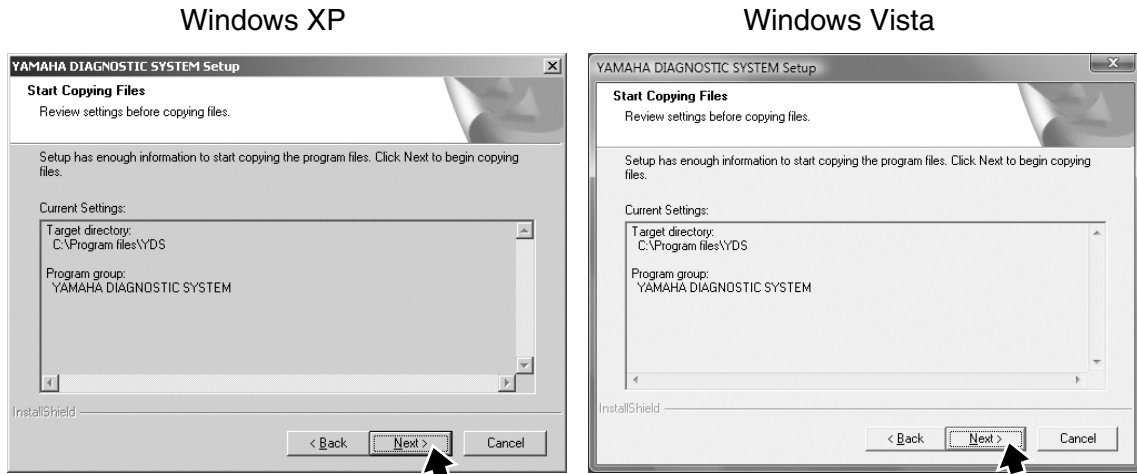 Windows XP
YAMAHA DIAGNOSTIC SYSTEM Setup
Start Copying Files
Review settings before copying files.
Setup has enough information to start copying the program files. Click Next to begin copying
files.
Current Settings:
Target directory:
C:\Program files\YDS
Program group:
YAMAHA DIAGNOSTIC SYSTEM
InstallShield
< Back
Next >
Cancel
Windows Vista
YAMAHA DIAGNOSTIC SYSTEM Setup
Start Copying Files
Review settings before copying files.
Setup has enough information to start copying the program files. Click Next to begin copying
files.
Current Settings:
Target directory:
C:\Program files\YDS
Program group:
YAMAHA DIAGNOSTIC SYSTEM
InstallShield
< Back
Next >
Cancel